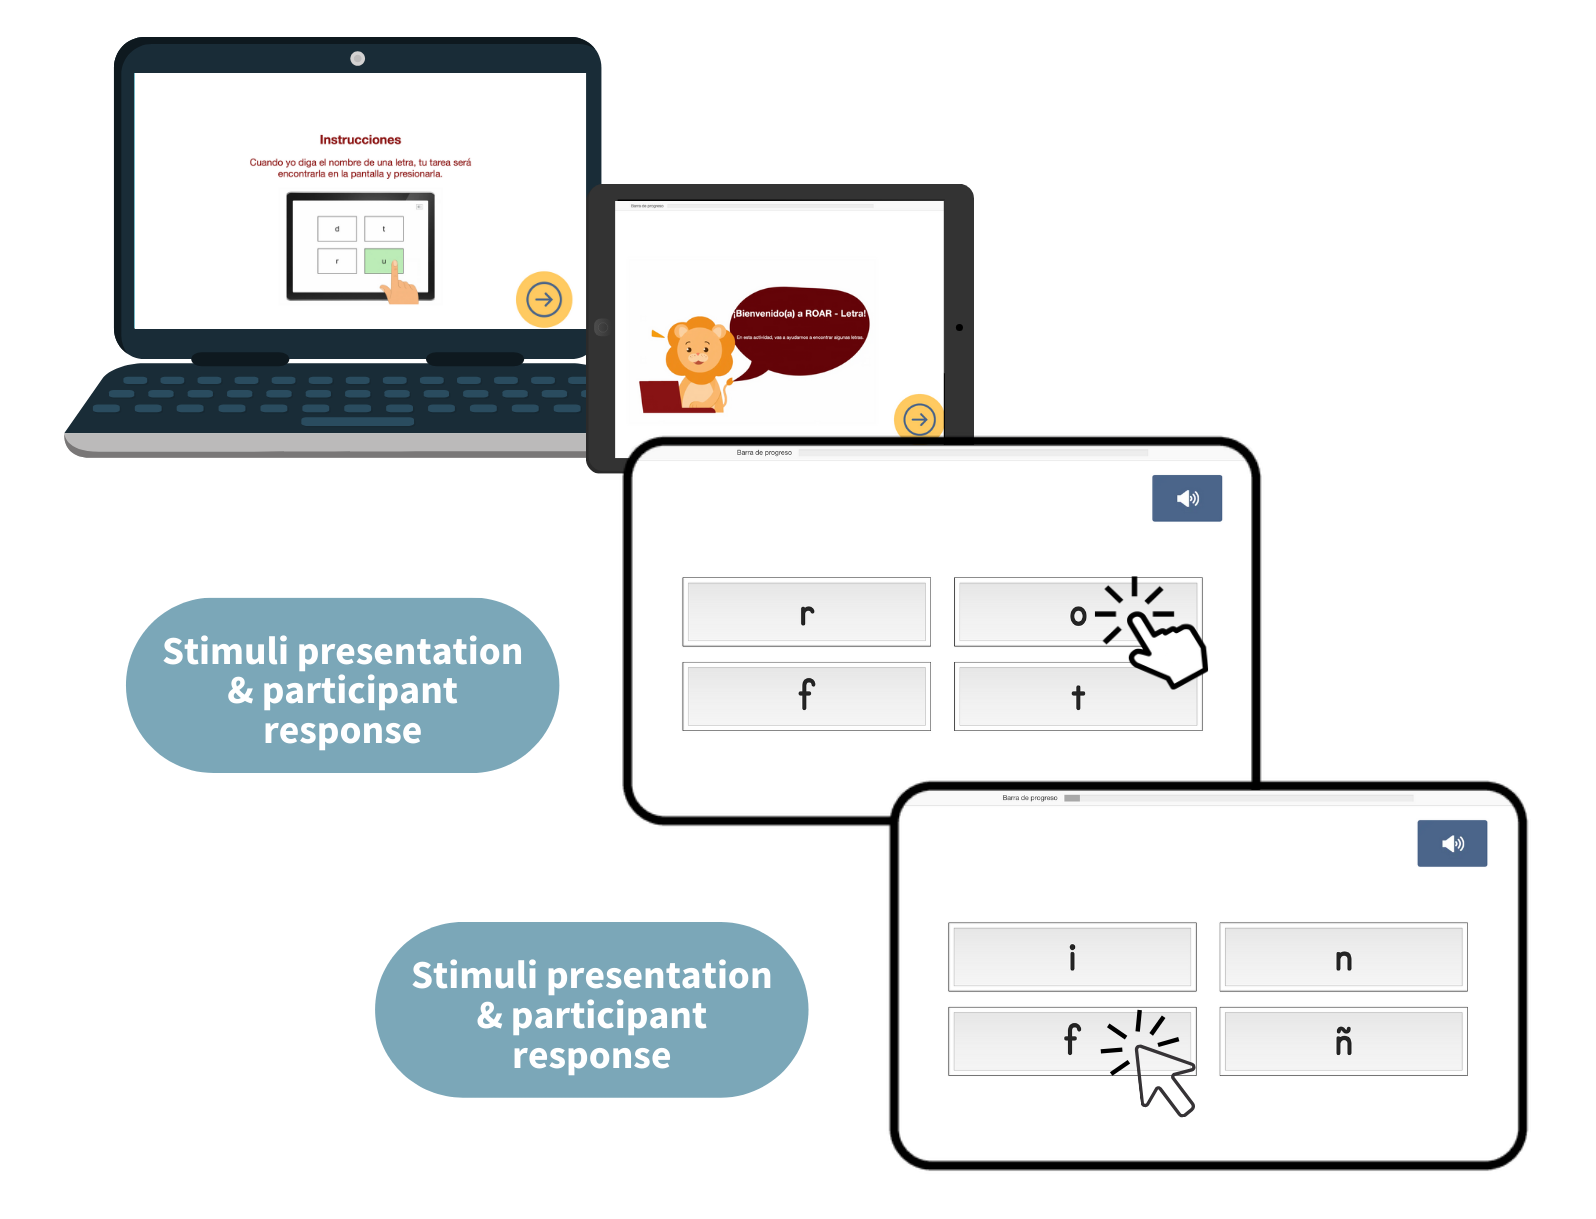 Instrucciones
Cuando yo diga el nombre de una letra, tu tarea será
encontrarla en la pantalla y presionarla.
d
t
r
u
Barra de progreso
¡Bienvenido(a) a ROAR - Letra!
En esta actividad, vas a ayudarnos a encontrar algunas letras.
Barra de progreso
r
o
f
t
Stimuli presentation
& participant
response
Barra de progreso
i
n
f
ñ
Stimuli presentation
& participant
response